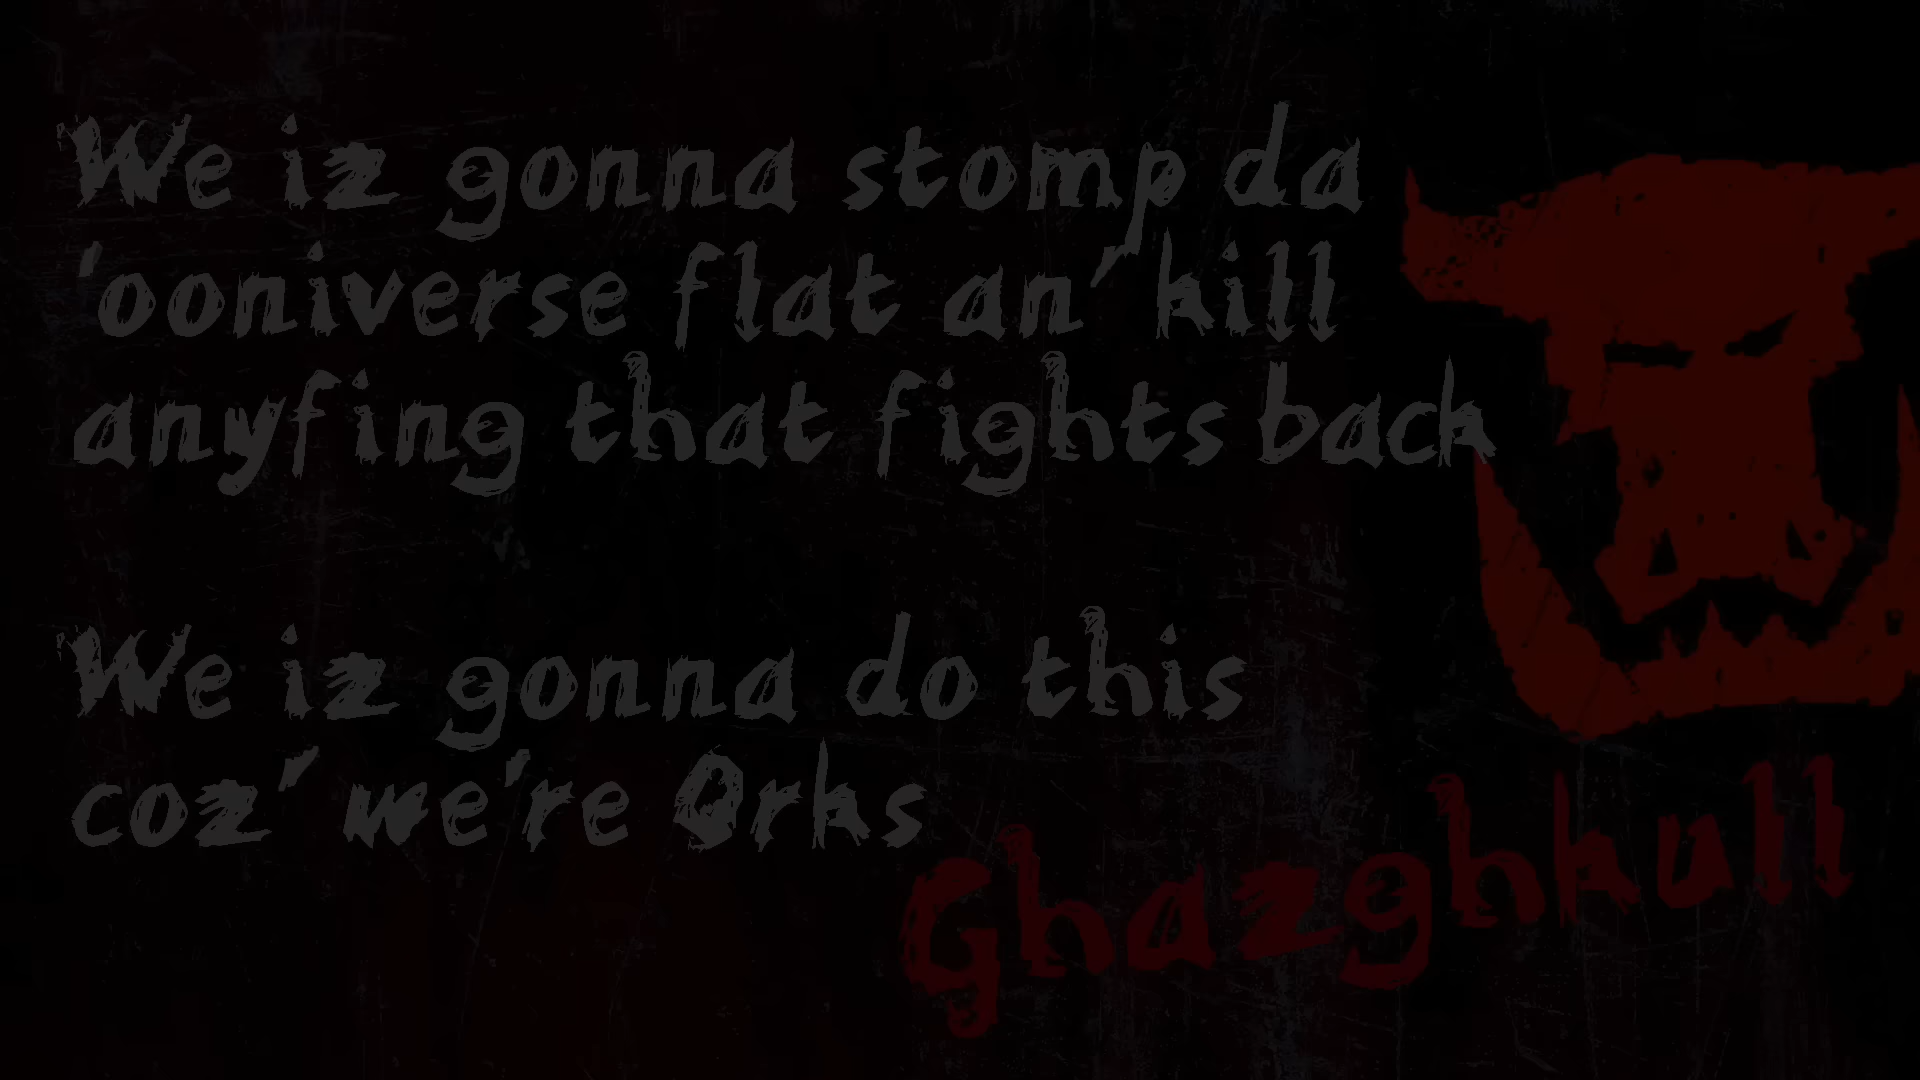 We iz gonna stomp da
'ooniverse flat an' kill
anyfing that fights back
We iz gonna do this
coz' we're Orks
Ghazghkull